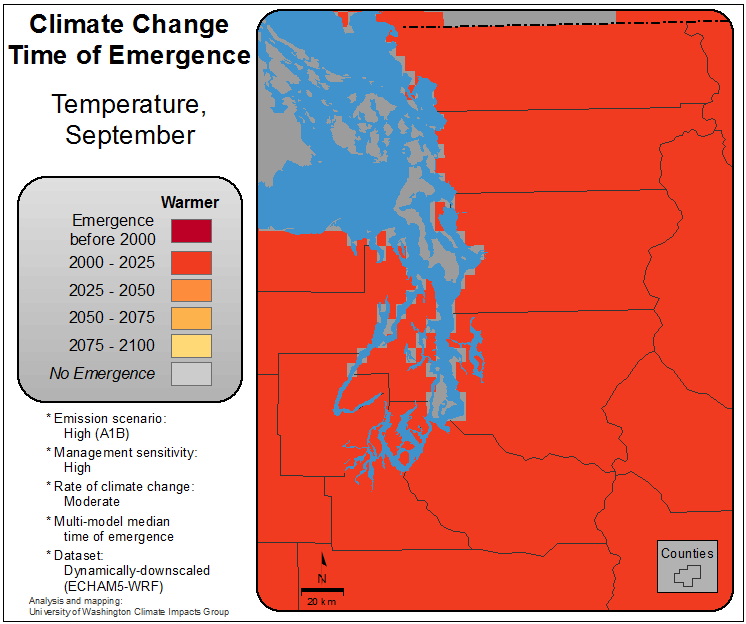 Climate Change
Time of Emergence
Temperature,
September
Warmer
Emergence
before 2000
2000 - 2025
2025 - 2050
2050 - 2075
2075 - 2100
No Emergence
* Emission scenario:
High (A1B)
* Management sensitivity:
High
* Rate of climate change:
Moderate
* Multi-model median
time of emergence
* Dataset:
Dynamically-downscaled
(ECHAM5-WRF)
Analysis and mapping:
University of Washington Climate Impacts Group
N
20 km
Counties